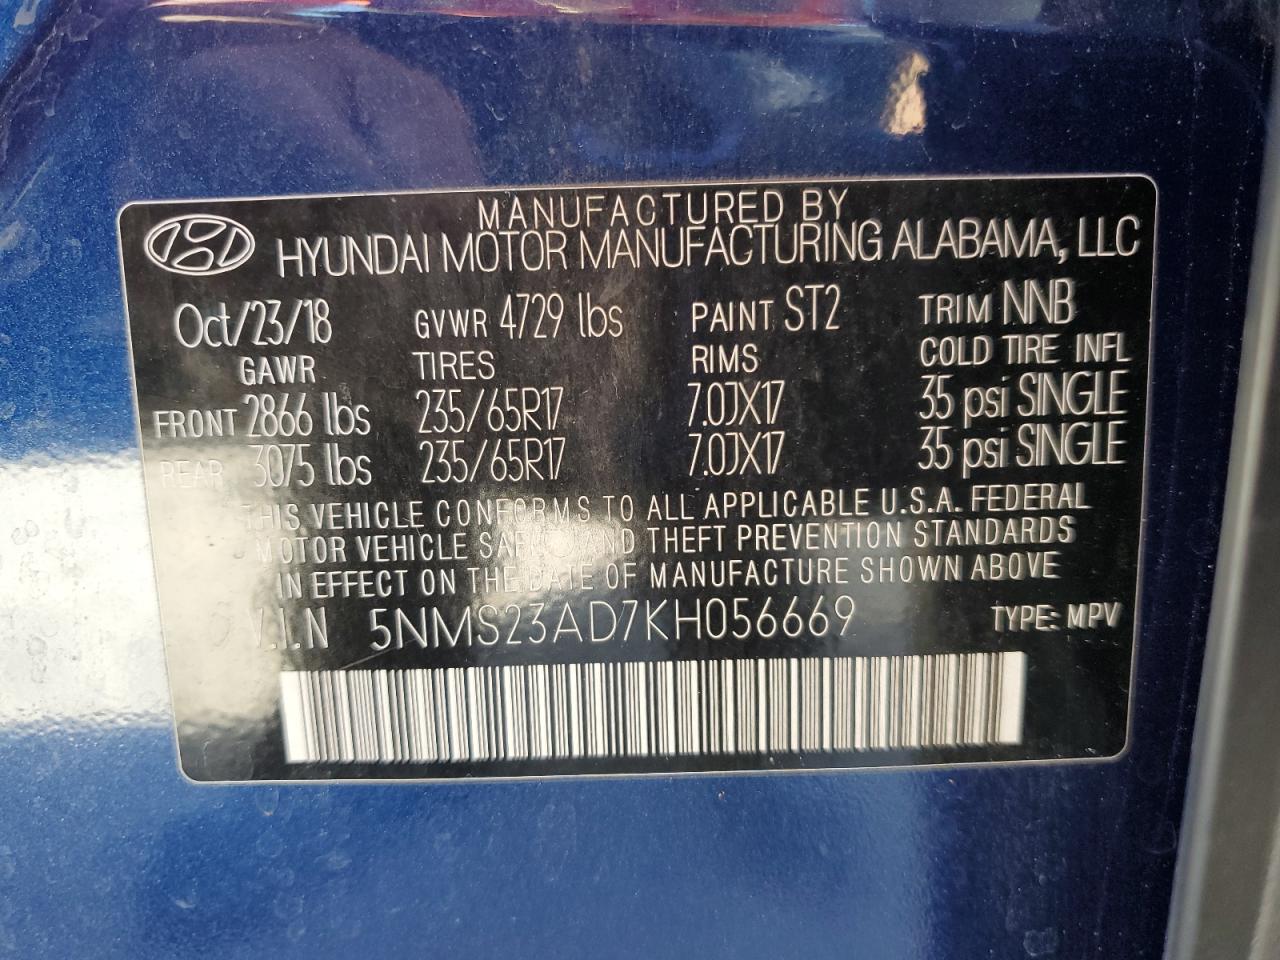 MANUFACTURED BY
HYUNDAI MOTOR MANUFACTURING ALABAMA, LLC
Oct/23/18 GVWR 4729 lbs PAINT ST2 TRIM NNB
GAWR TIRES RIMS COLD TIRE INFL
FRONT 2866 lbs 235/65R17 7.0JX17 35 psi SINGLE
REAR 3075 lbs 235/65R17 7.0JX17 35 psi SINGLE
THIS VEHICLE CONFORMS TO ALL APPLICABLE U.S.A. FEDERAL
MOTOR VEHICLE SAFETY AND THEFT PREVENTION STANDARDS
IN EFFECT ON THE DATE OF MANUFACTURE SHOWN ABOVE
V.I.N 5NMS23AD7KH056669 TYPE: MPV